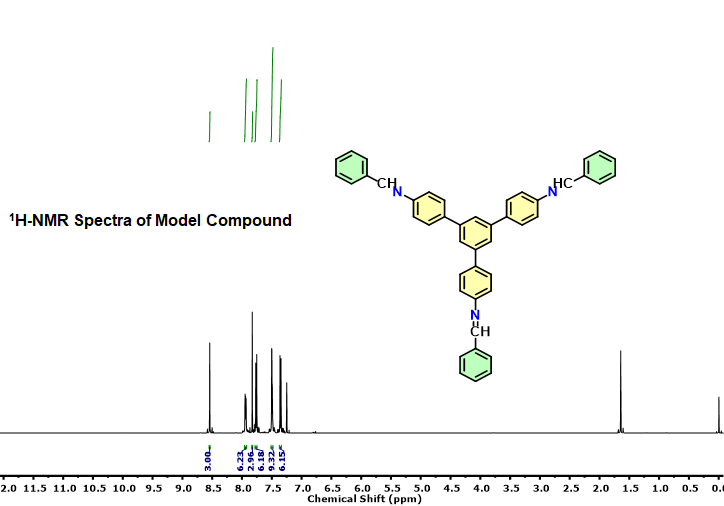 CH
N
N
HC
¹H-NMR Spectra of Model Compound
N
CH
3.00
6.23
2.96
6.18
9.32
6.15
2.0 11.5 11.0 10.5 10.0 9.5 9.0 8.5 8.0 7.5 7.0 6.5 6.0 5.5 5.0 4.5 4.0 3.5 3.0 2.5 2.0 1.5 1.0 0.5 0.0
Chemical Shift (ppm)